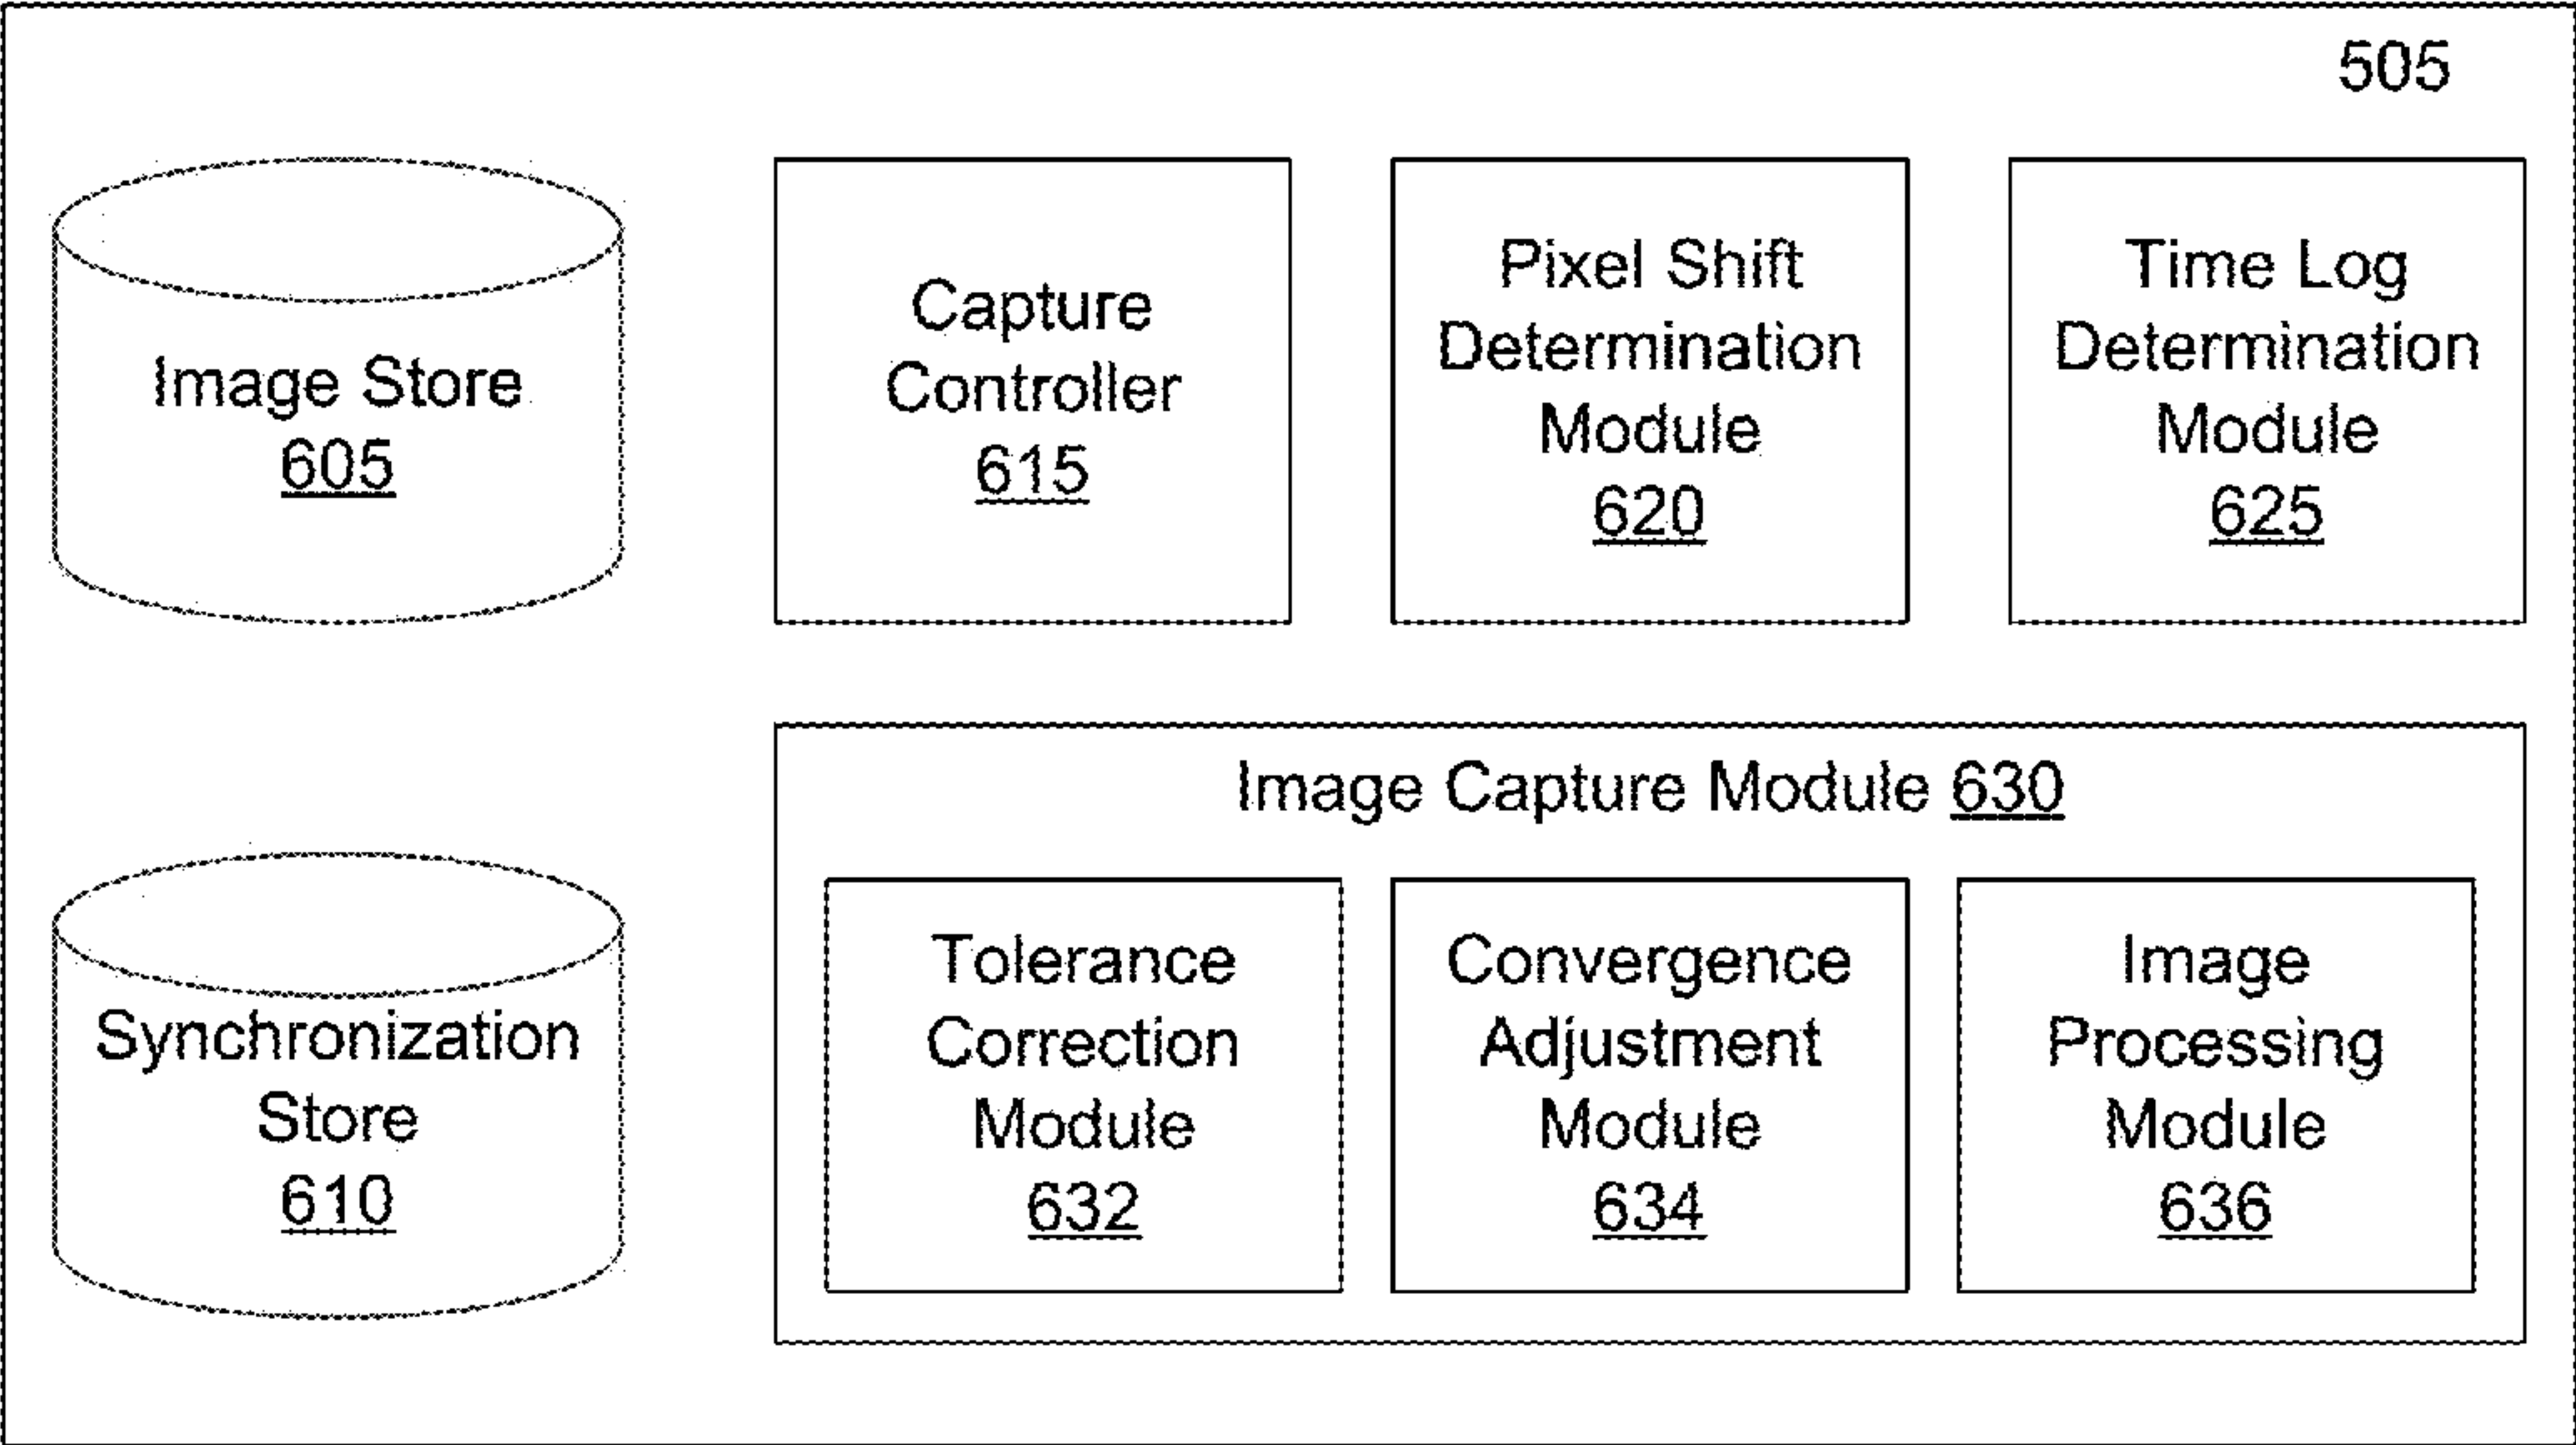 505
Image Store
605
Capture
Controller
615
Pixel Shift
Determination
Module
620
Time Log
Determination
Module
625
Synchronization
Store
610
Image Capture Module 630
Tolerance
Correction
Module
632
Convergence
Adjustment
Module
634
Image
Processing
Module
636